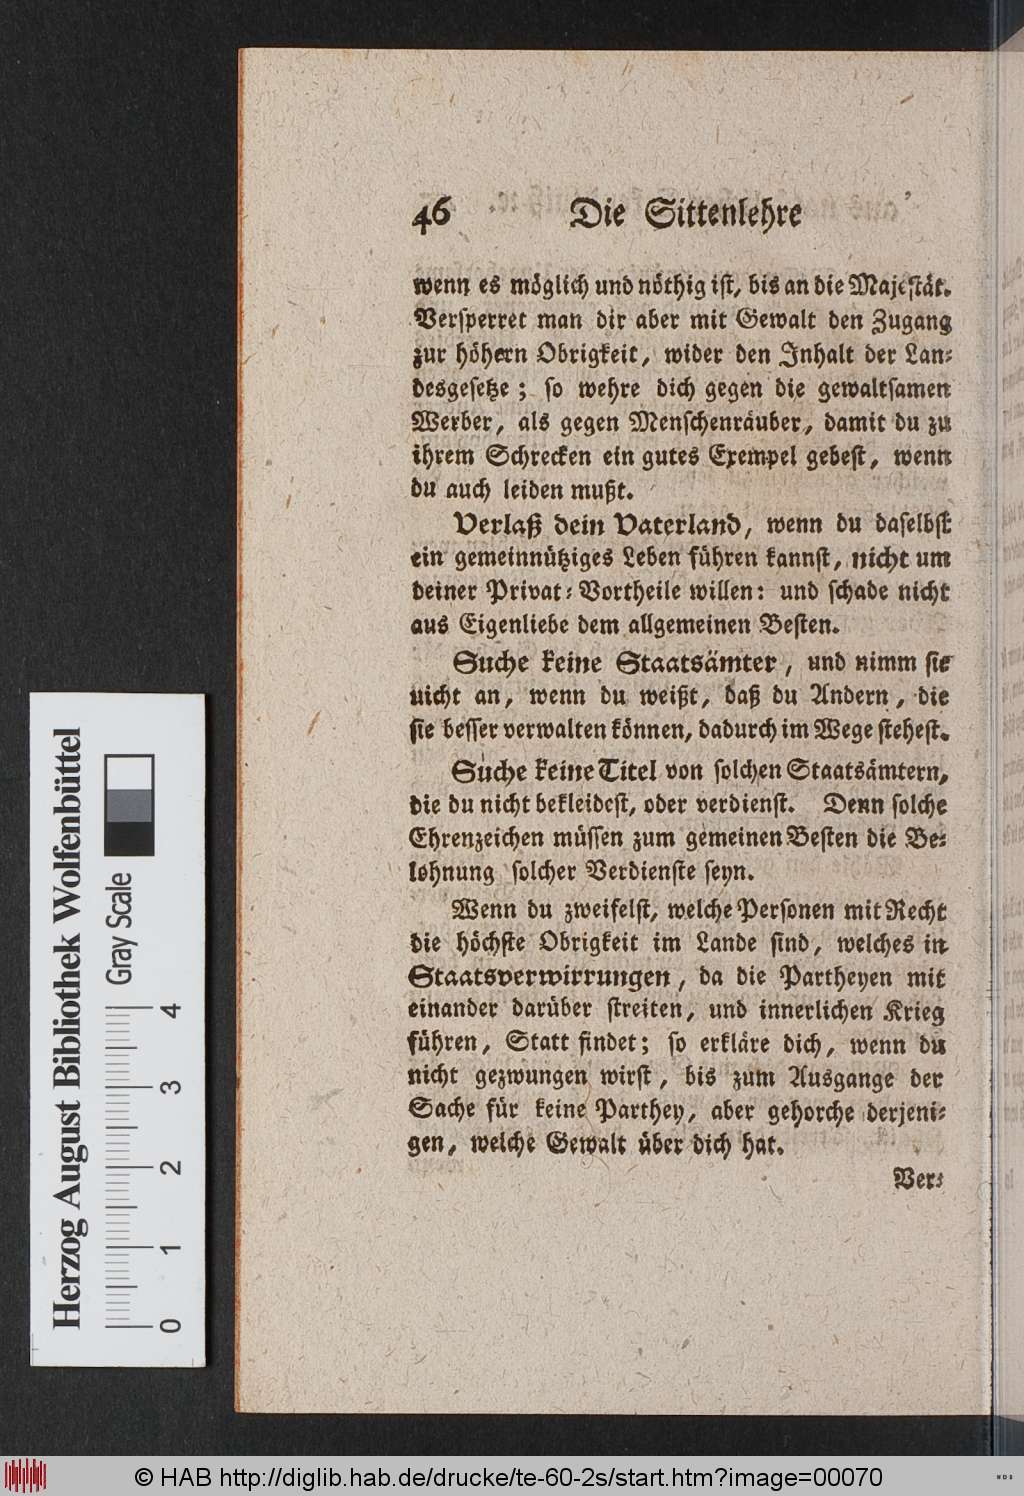 46 Die Sittenlehre
wenn es möglich und nöthig ist, bis an die Majestät.
Versperret man dir aber mit Gewalt den Zugang
zur höhern Obrigkeit, wider den Inhalt der Lan-
desgesetze; so wehre dich gegen die gewaltsamen
Werber, als gegen Menschenräuber, damit du zu
ihrem Schrecken ein gutes Exempel gebest, wenn
du auch leiden mußt.
Verlaß dein Vaterland, wenn du daselbst
ein gemeinnütziges Leben führen kannst, nicht um
deiner Privat-Vortheile willen: und schade nicht
aus Eigenliebe dem allgemeinen Besten.
Suche keine Staatsämter, und nimm sie
nicht an, wenn du weißt, daß du Andern, die
sie besser verwalten können, dadurch im Wege stehest.
Suche keine Titel von solchen Staatsämtern,
die du nicht bekleidest, oder verdienst. Denn solche
Ehrenzeichen müssen zum gemeinen Besten die Be-
lohnung solcher Verdienste seyn.
Wenn du zweifelst, welche Personen mit Recht
die höchste Obrigkeit im Lande sind, welches in
Staatsverwirrungen, da die Partheyen mit
einander darüber streiten, und innerlichen Krieg
führen, Statt findet; so erkläre dich, wenn du
nicht gezwungen wirst, bis zum Ausgange der
Sache für keine Parthey, aber gehorche derjeni-
gen, welche Gewalt über dich hat.
Ver-
Herzog August Bibliothek Wolfenbüttel
Gray Scale
0 1 2 3 4
© HAB http://diglib.hab.de/drucke/te-60-2s/start.htm?image=00070